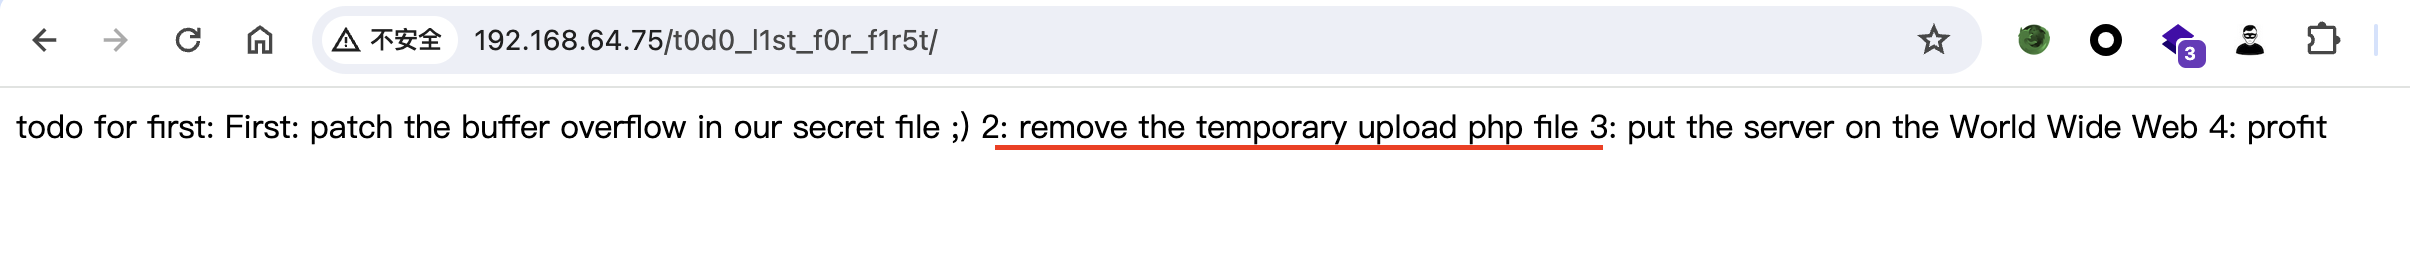 不安全 192.168.64.75/t0d0_l1st_f0r_f1r5t/
3
todo for first: First: patch the buffer overflow in our secret file ;) 2: remove the temporary upload php file 3: put the server on the World Wide Web 4: profit